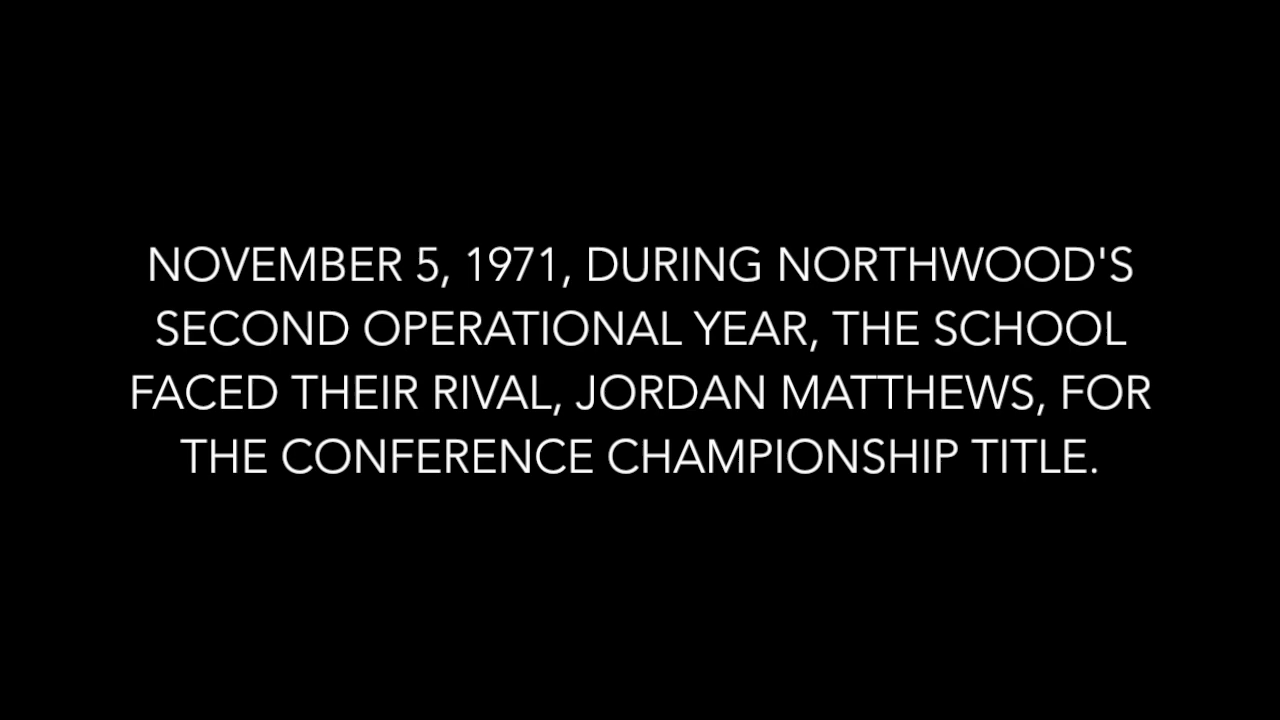 NOVEMBER 5, 1971, DURING NORTHWOOD'S
SECOND OPERATIONAL YEAR, THE SCHOOL
FACED THEIR RIVAL, JORDAN MATTHEWS, FOR
THE CONFERENCE CHAMPIONSHIP TITLE.